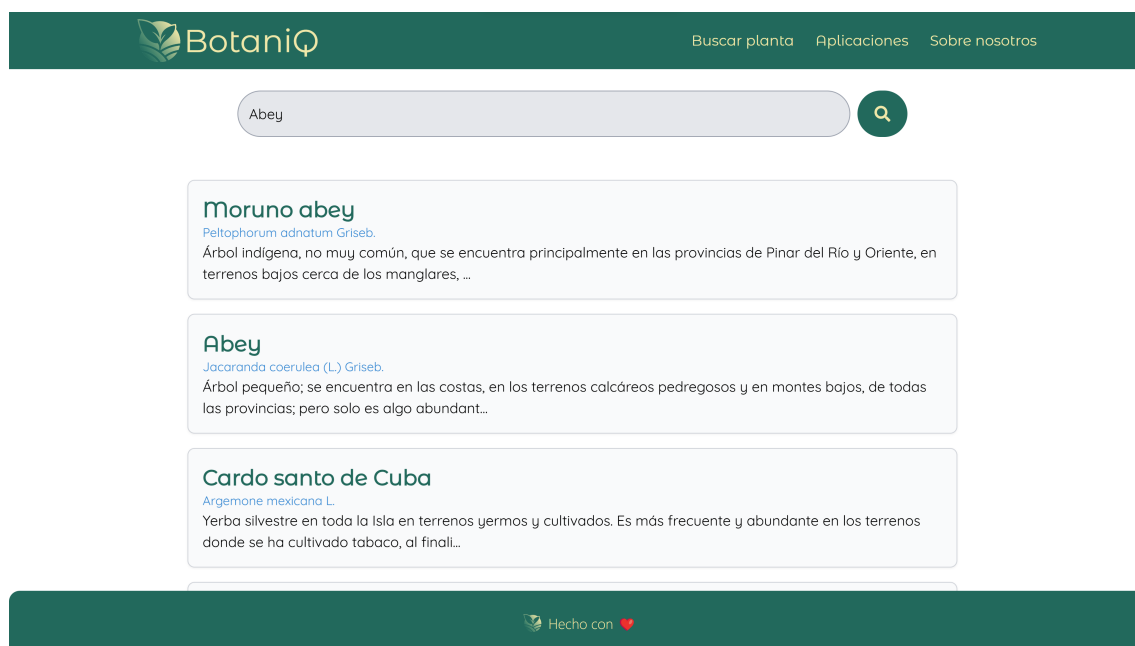 BotaniQ
Buscar planta Aplicaciones Sobre nosotros
Abey
Moruno abey
Peltophorum adnatum Griseb.
Árbol indígena, no muy común, que se encuentra principalmente en las provincias de Pinar del Río y Oriente, en
terrenos bajos cerca de los manglares, ...
Abey
Jacaranda coerulea (L.) Griseb.
Árbol pequeño; se encuentra en las costas, en los terrenos calcáreos pedregosos y en montes bajos, de todas
las provincias; pero solo es algo abundant...
Cardo santo de Cuba
Argemone mexicana L.
Yerba silvestre en toda la Isla en terrenos yermos y cultivados. Es más frecuente y abundante en los terrenos
donde se ha cultivado tabaco, al finali...
Hecho con ❤️